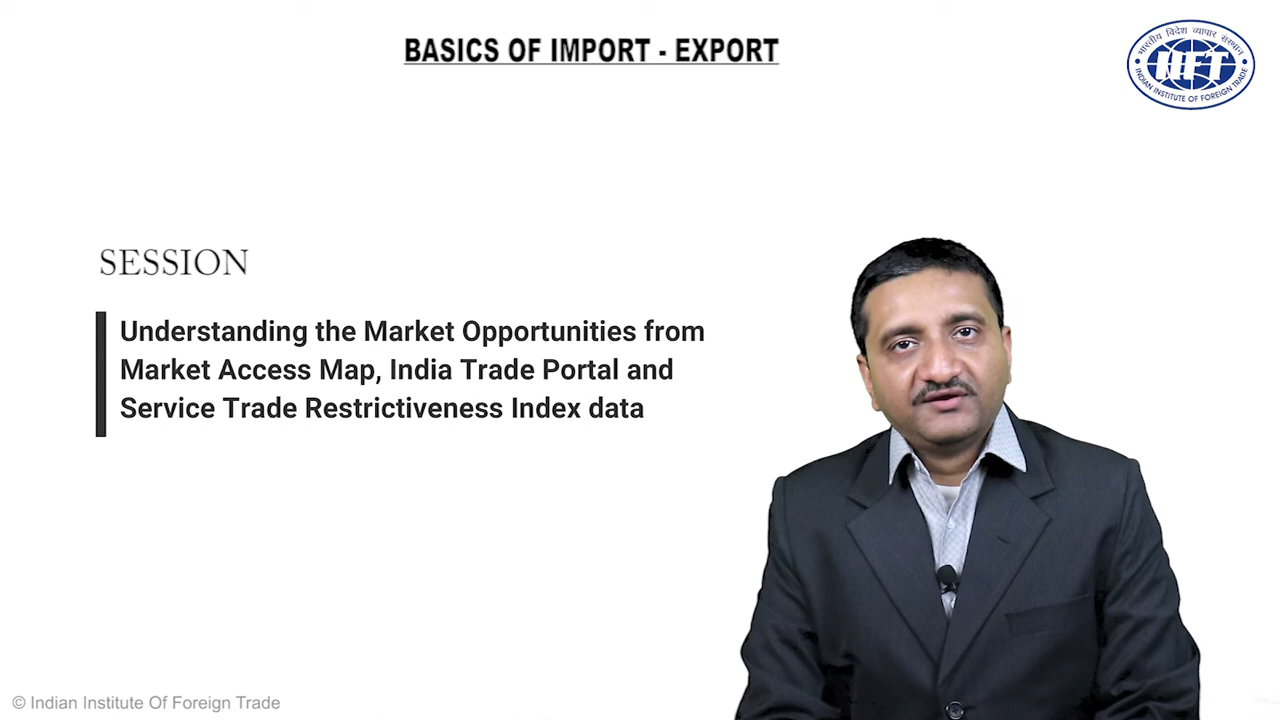 BASICS OF IMPORT - EXPORT
भारतीय विदेश व्यापार संस्थान
IIFT
INDIAN INSTITUTE OF FOREIGN TRADE
SESSION
Understanding the Market Opportunities from
Market Access Map, India Trade Portal and
Service Trade Restrictiveness Index data
© Indian Institute Of Foreign Trade